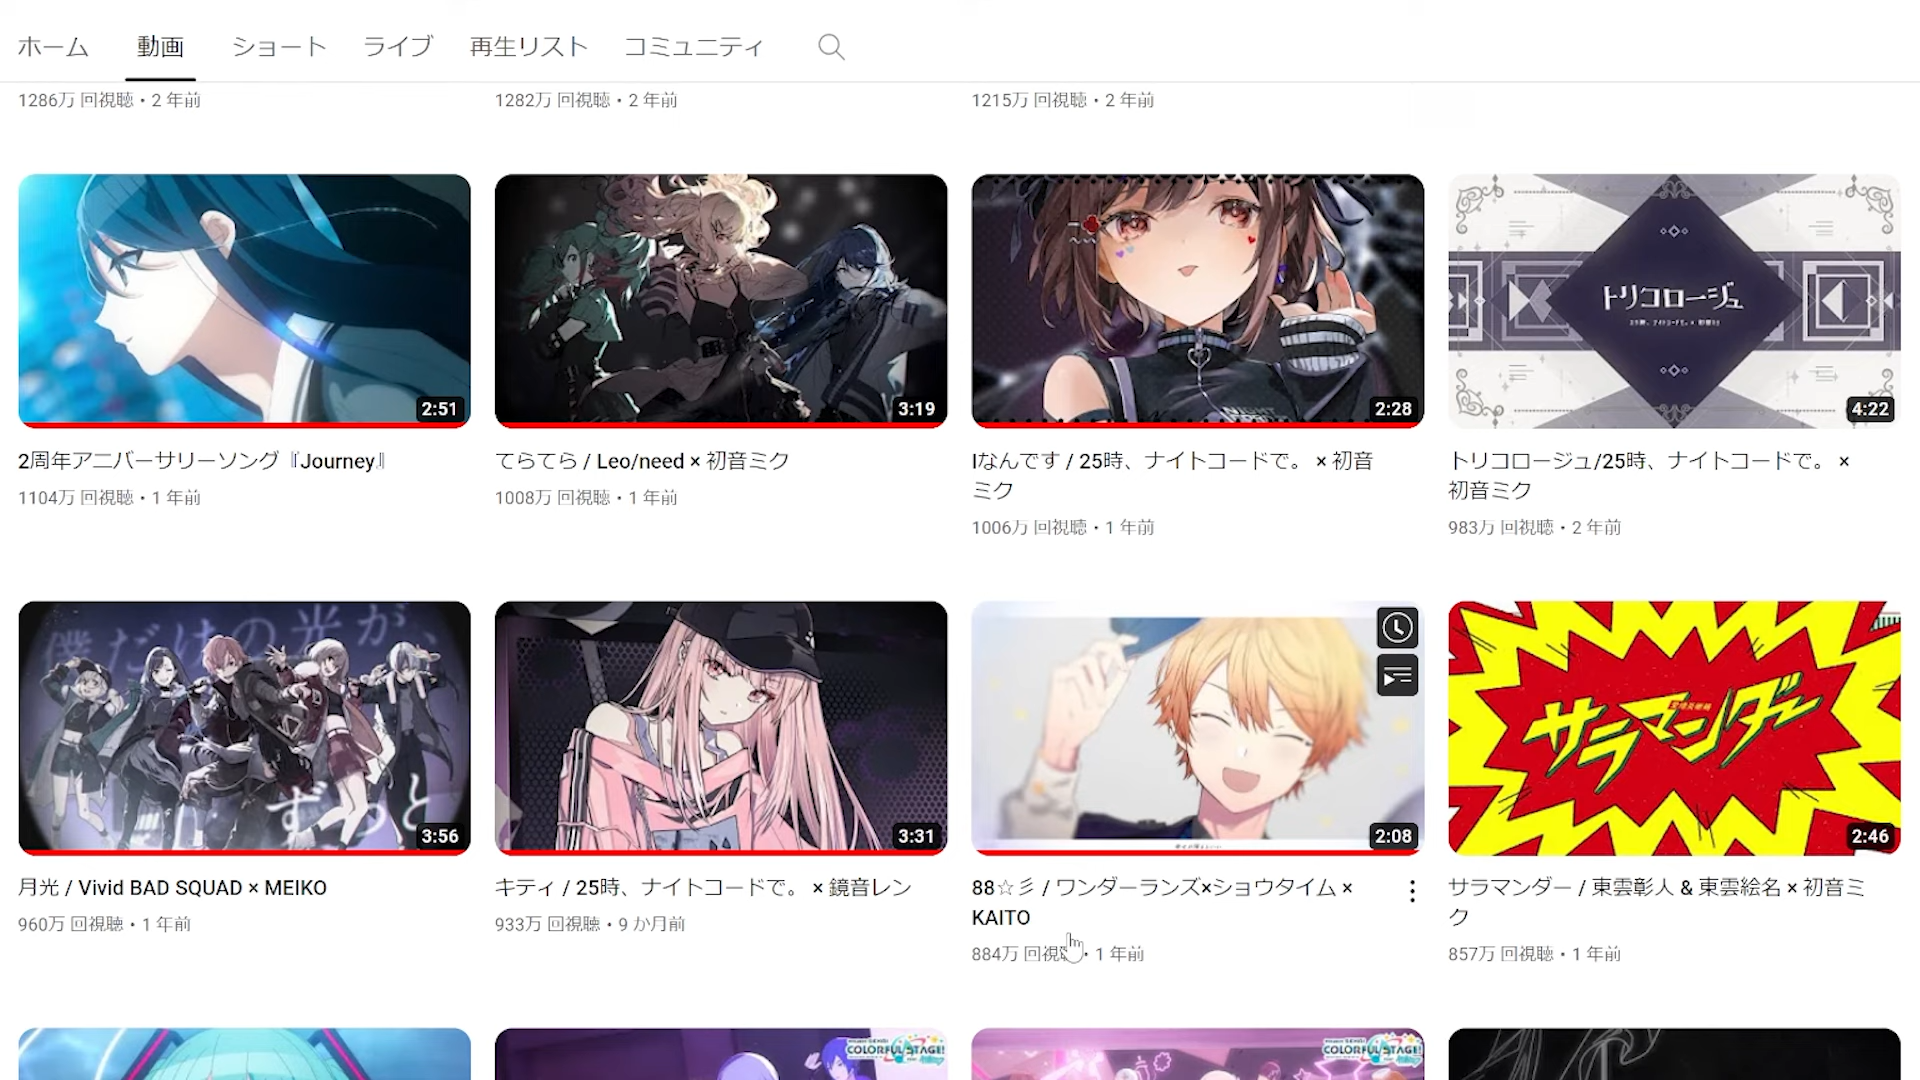 ホーム 動画 ショート ライブ 再生リスト コミュニティ
1286万 回視聴・2 年前
1282万 回視聴・2 年前
1215万 回視聴・2 年前
2:51
3:19
2:28
トリコロージュ
4:22
2周年アニバーサリーソング『Journey』
1104万 回視聴・1 年前
てらてら / Leo/need × 初音ミク
1008万 回視聴・1 年前
Iなんです / 25時、ナイトコードで。 × 初音
ミク
1006万 回視聴・1 年前
トリコロージュ/25時、ナイトコードで。 ×
初音ミク
983万 回視聴・2 年前
僕だけの光が、
ずっと
3:56
3:31
2:08
サラマンダー
2:46
月光 / Vivid BAD SQUAD × MEIKO
960万 回視聴・1 年前
キティ / 25時、ナイトコードで。 × 鏡音レン
933万 回視聴・9 か月前
88☆彡 / ワンダーランズ×ショウタイム ×
KAITO
884万 回視・1 年前
サラマンダー / 東雲彰人 & 東雲絵名 × 初音ミ
ク
857万 回視聴・1 年前
COLORFUL STAGE!
COLORFUL STAGE!